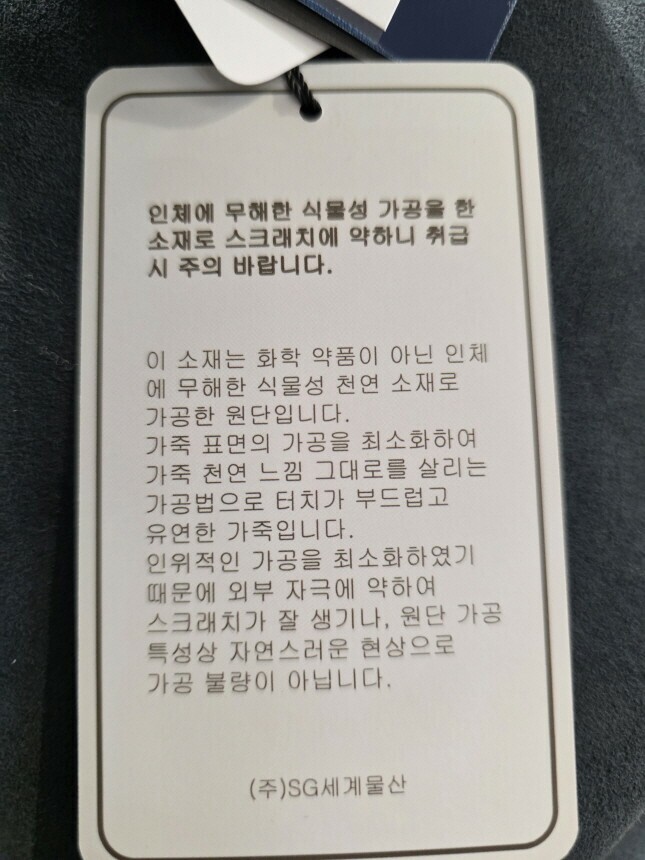 인체에 무해한 식물성 가공을 한
소재로 스크래치에 약하니 취급
시 주의 바랍니다.
이 소재는 화학 약품이 아닌 인체
에 무해한 식물성 천연 소재로
가공한 원단입니다.
가죽 표면의 가공을 최소화하여
가죽 천연 느낌 그대로를 살리는
가공법으로 터치가 부드럽고
유연한 가죽입니다.
인위적인 가공을 최소화하였기
때문에 외부 자극에 약하여
스크래치가 잘 생기나, 원단 가공
특성상 자연스러운 현상으로
가공 불량이 아닙니다.
(주)SG세계물산